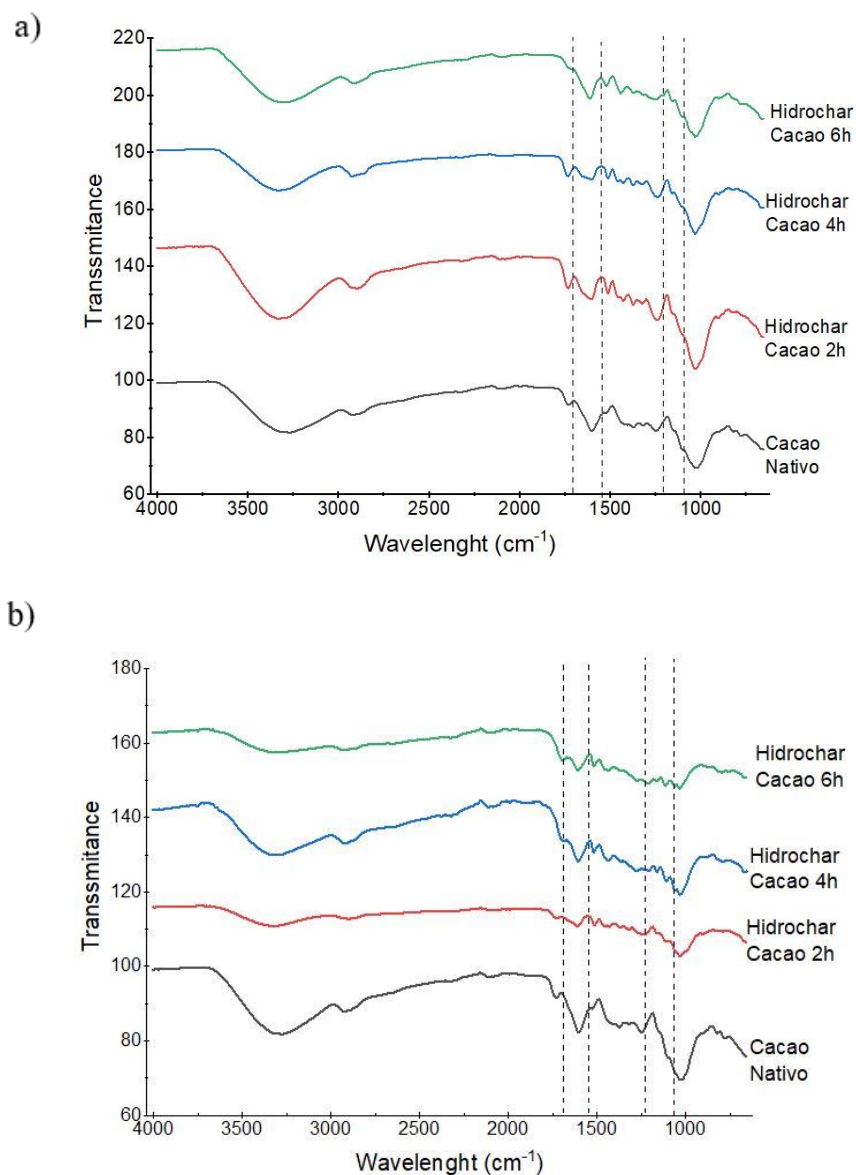 a)
220
200
180
160
140
120
100
80
60
Transsmitance
Hidrochar
Cacao 6h
Hidrochar
Cacao 4h
Hidrochar
Cacao 2h
Cacao
Nativo
4000 3500 3000 2500 2000 1500 1000
Wavelenght (cm⁻¹)
b)
180
160
140
120
100
80
60
Transsmitance
Hidrochar
Cacao 6h
Hidrochar
Cacao 4h
Hidrochar
Cacao 2h
Cacao
Nativo
4000 3500 3000 2500 2000 1500 1000
Wavelenght (cm⁻¹)